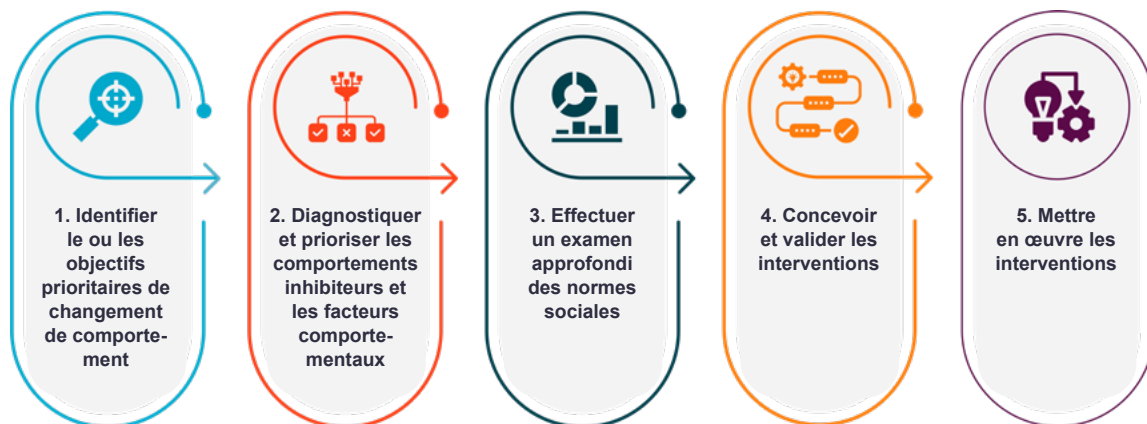 1. Identifier
le ou les
objectifs
prioritaires de
changement
de comporte-
ment
2. Diagnostiquer
et prioriser les
comportements
inhibiteurs et
les facteurs
comporte-
mentaux
3. Effectuer
un examen
approfondi
des normes
sociales
4. Concevoir
et valider les
interventions
5. Mettre
en œuvre les
interventions